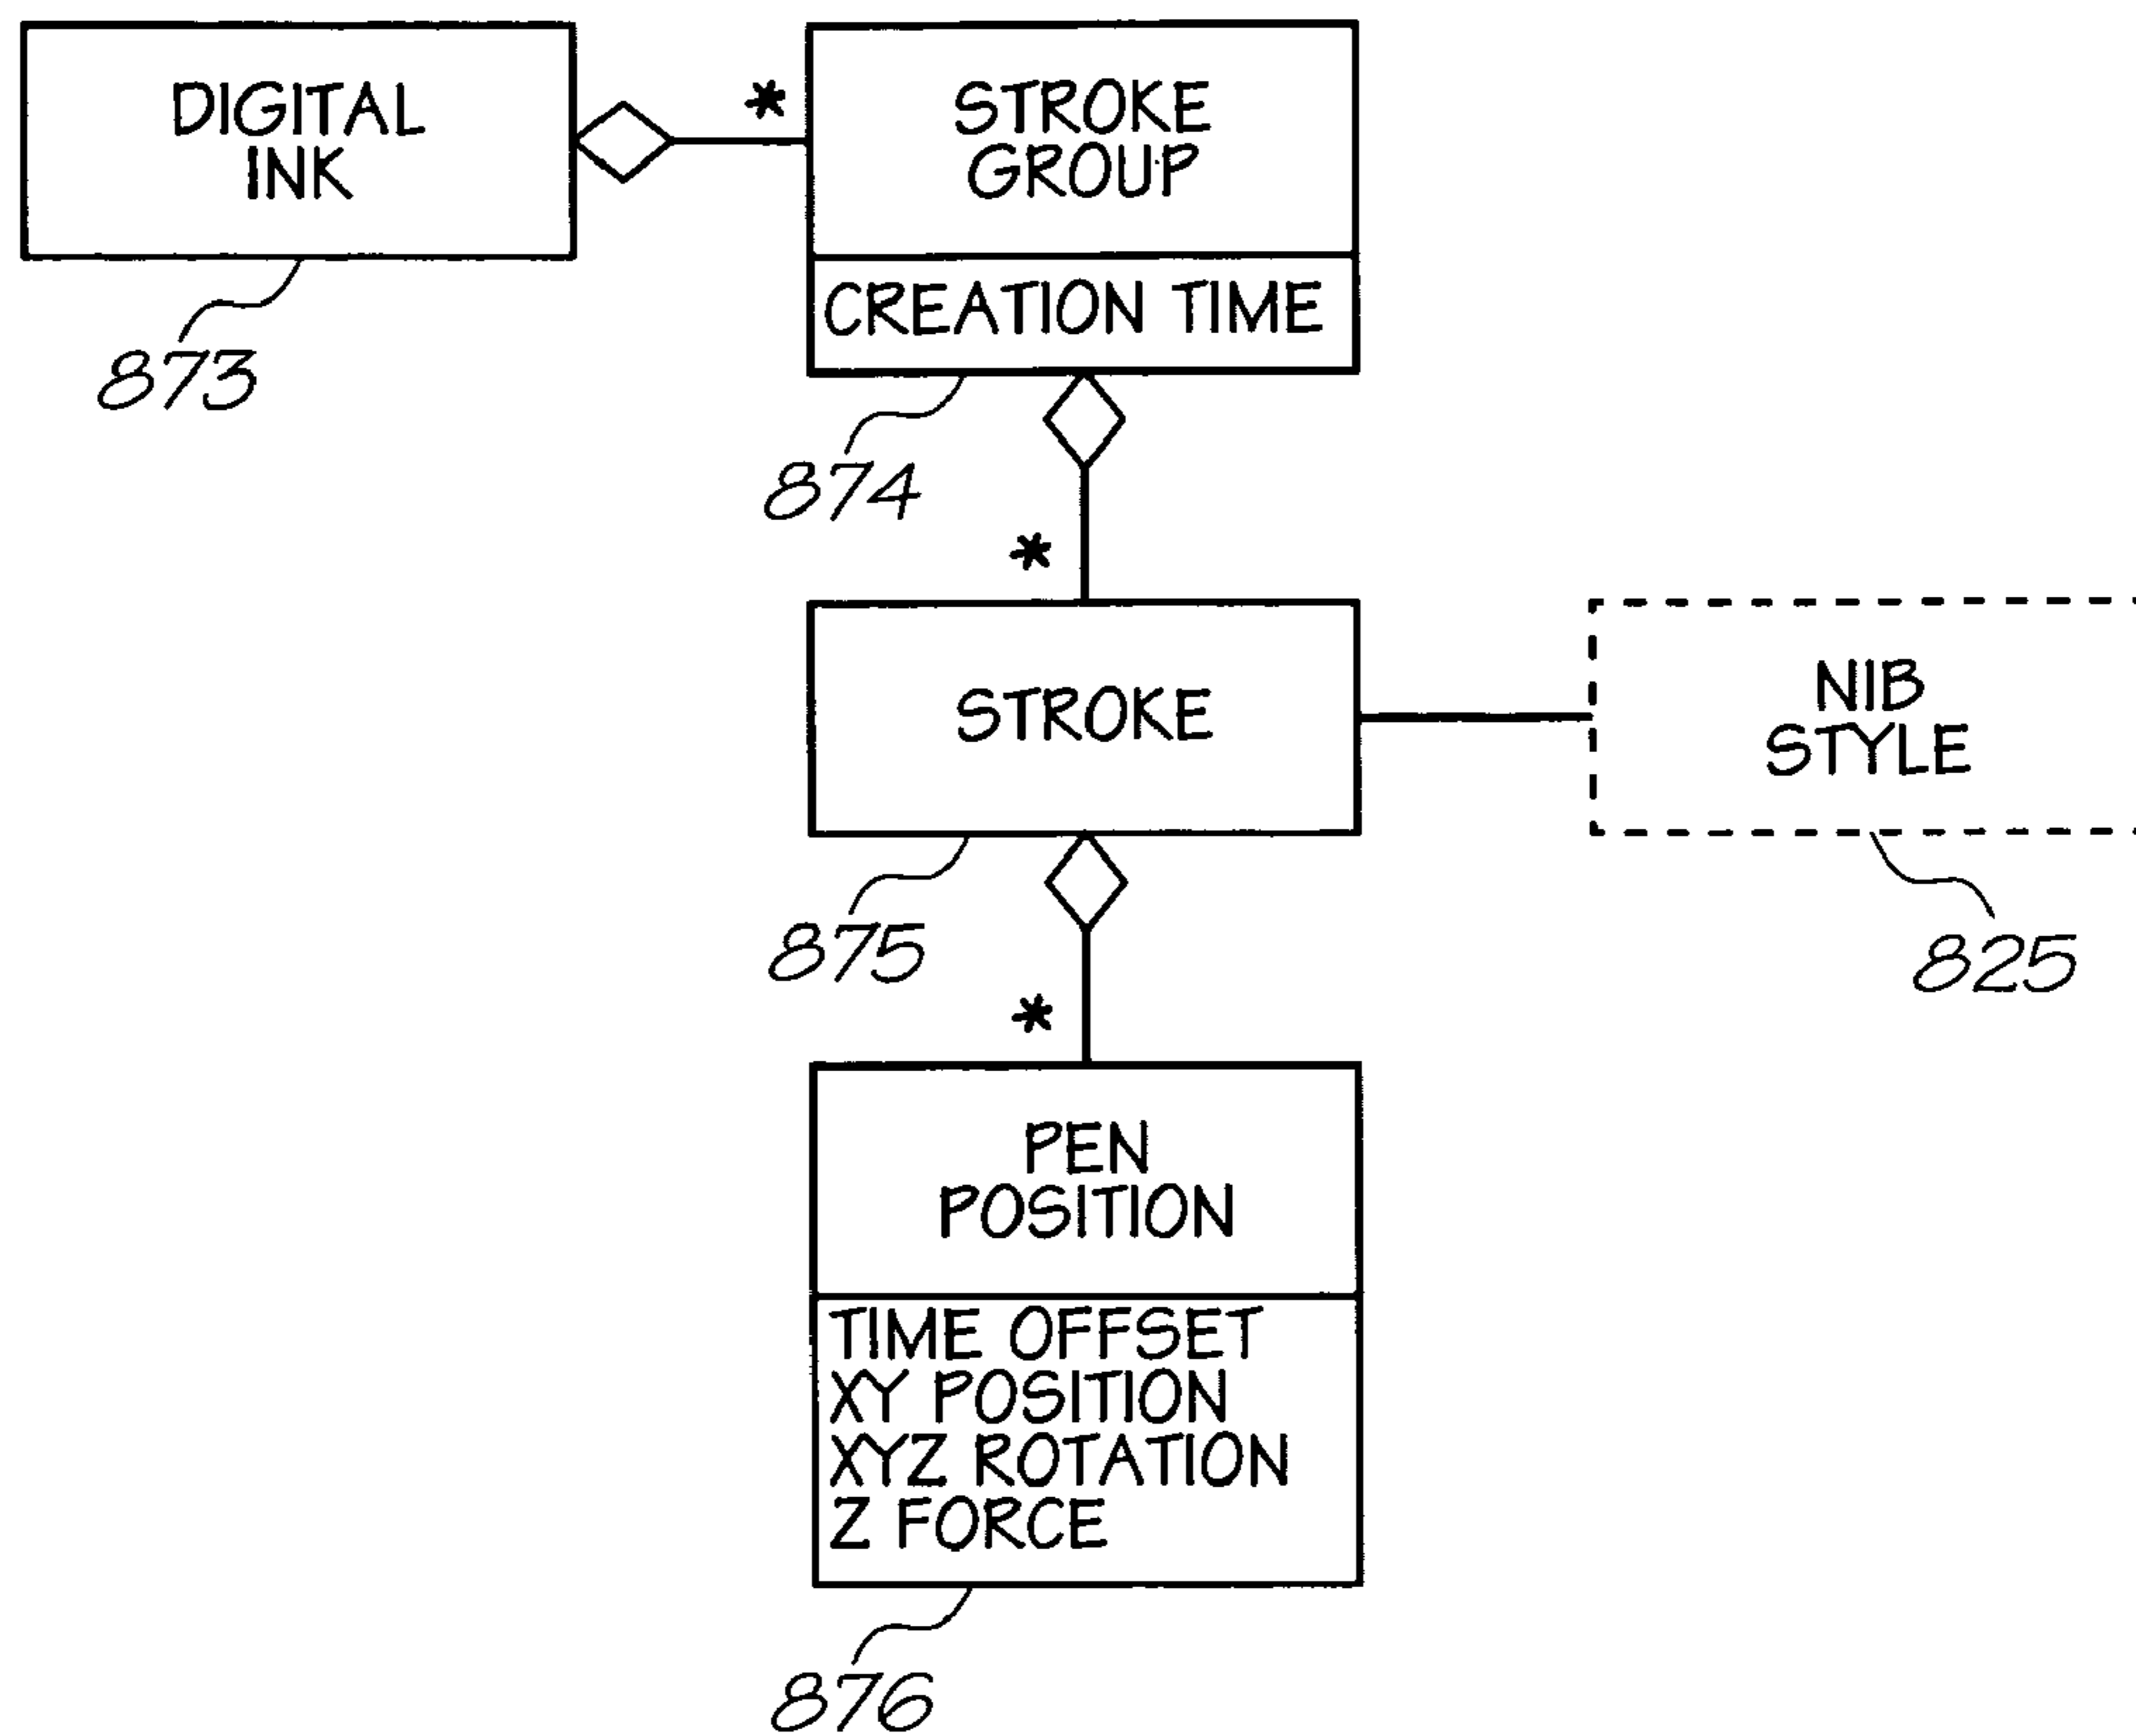 DIGITAL
INK
*
STROKE
GROUP
CREATION TIME
873
874
*
STROKE
NIB
STYLE
875
825
*
PEN
POSITION
TIME OFFSET
XY POSITION
XYZ ROTATION
Z FORCE
876